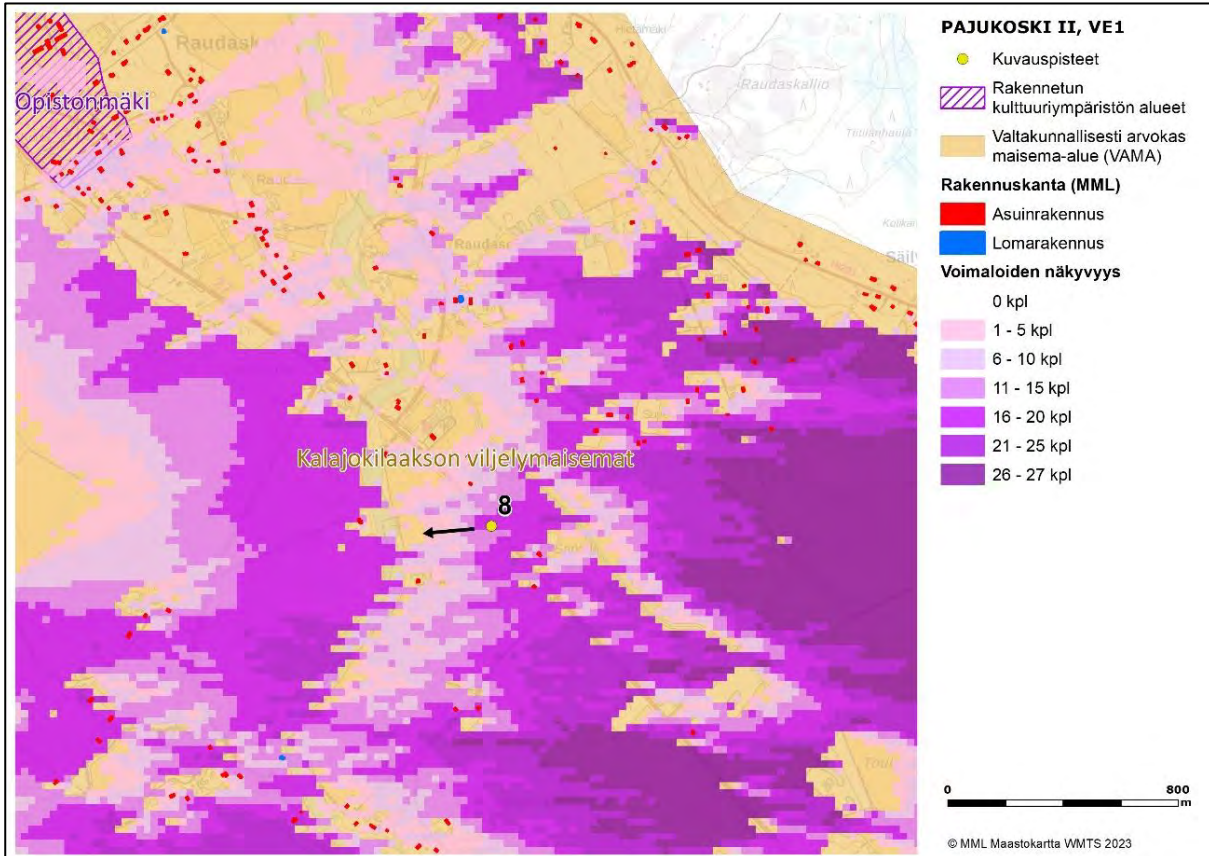 PAJUKOSKI II, VE1
Kuvauspisteet
Rakennetun
kulttuuriympäristön alueet
Valtakunnallisesti arvokas
maisema-alue (VAMA)
Rakennuskanta (MML)
Asuinrakennus
Lomarakennus
Voimaloiden näkyvyys
0 kpl
1 - 5 kpl
6 - 10 kpl
11 - 15 kpl
16 - 20 kpl
21 - 25 kpl
26 - 27 kpl
0 800
m
© MML Maastokartta WMTS 2023
Hietamäki
Raudaskallio
Opistonmäki
Kalajokilaakson viljelymaisemat
8